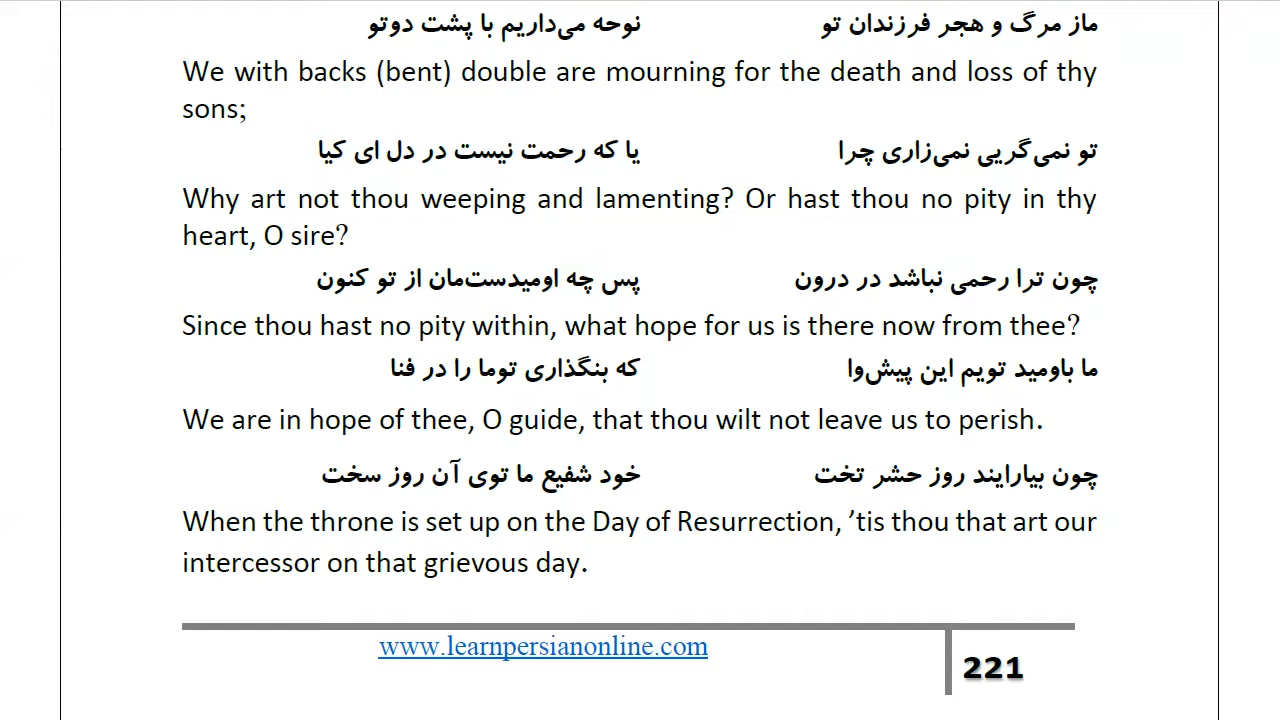 ماز مرگ و هجر فرزندان تو نوحه می‌داریم با پشت دوتو
We with backs (bent) double are mourning for the death and loss of thy
sons;
تو نمی‌گریی نمی‌زاری چرا یا که رحمت نیست در دل ای کیا
Why art not thou weeping and lamenting? Or hast thou no pity in thy
heart, O sire?
چون ترا رحمی نباشد در درون پس چه اومیدست‌مان از تو کنون
Since thou hast no pity within, what hope for us is there now from thee?
ما باومید تویم این پیش‌وا که بنگذاری توما را در فنا
We are in hope of thee, O guide, that thou wilt not leave us to perish.
چون بیارایند روز حشر تخت خود شفیع ما توی آن روز سخت
When the throne is set up on the Day of Resurrection, ’tis thou that art our
intercessor on that grievous day.
www.learnpersianonline.com
221